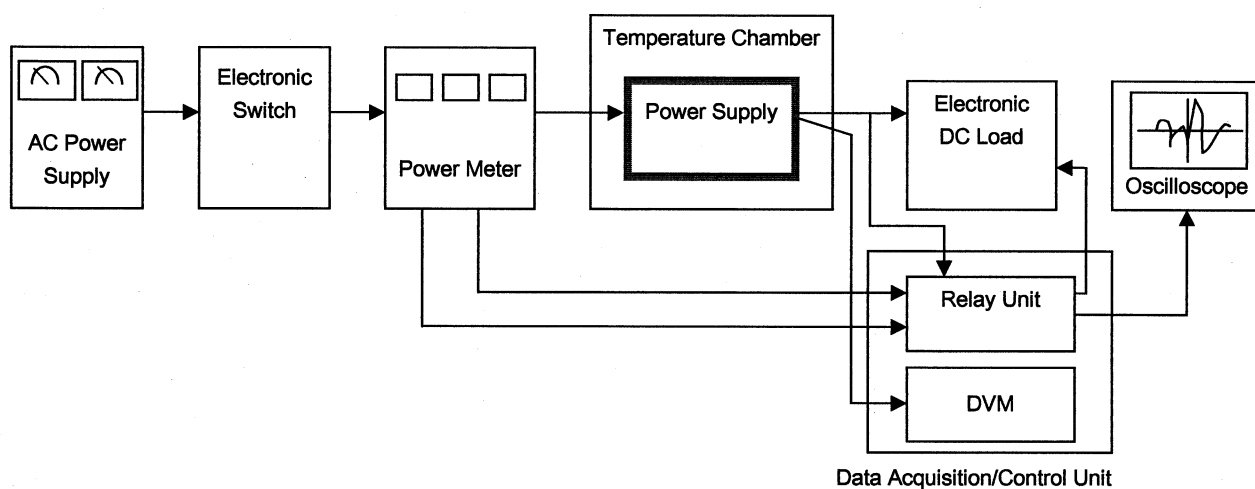 AC Power
Supply
Electronic
Switch
Power Meter
Temperature Chamber
Power Supply
Electronic
DC Load
Oscilloscope
Relay Unit
DVM
Data Acquisition/Control Unit